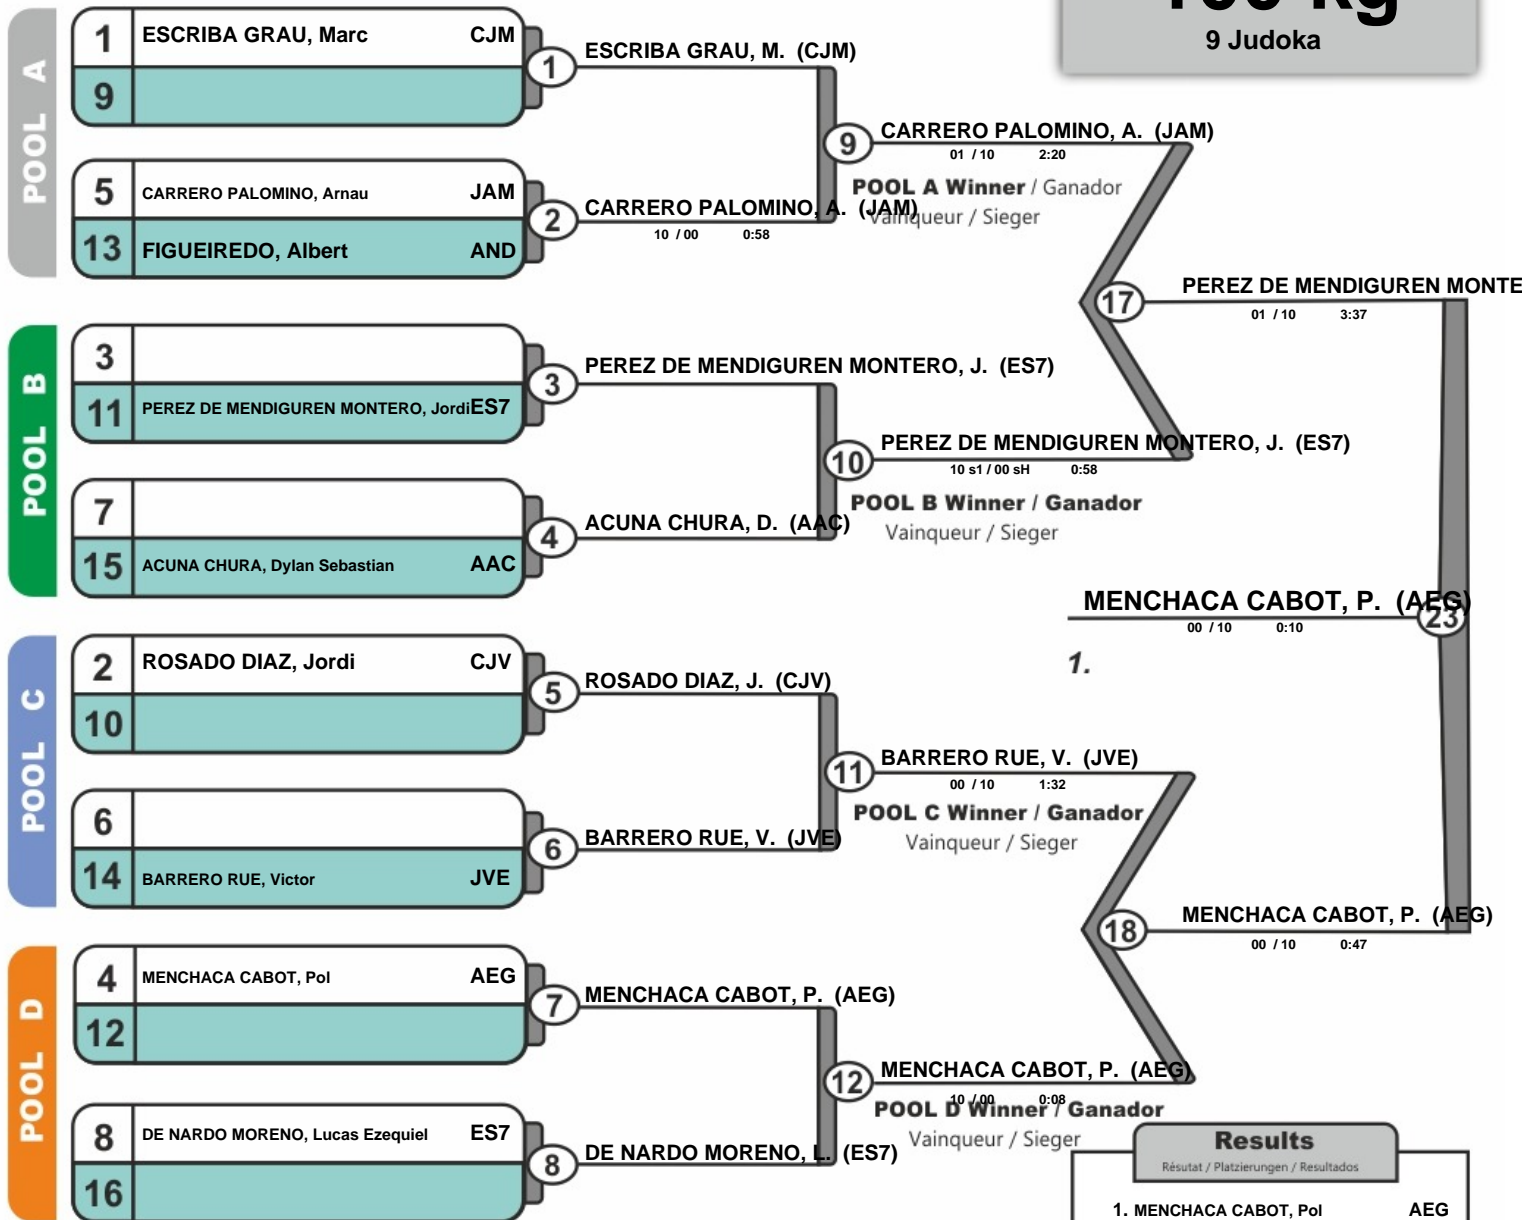 kg
9 Judoka
POOL A
1 ESCRIBA GRAU, Marc CJM
9
1
ESCRIBA GRAU, M. (CJM)
5 CARRERO PALOMINO, Arnau JAM
13 FIGUEIREDO, Albert AND
2
CARRERO PALOMINO, A. (JAM)
10 / 00 0:58
9
CARRERO PALOMINO, A. (JAM)
01 / 10 2:20
POOL A Winner / Ganador
Vainqueur / Sieger
POOL B
3
11 PEREZ DE MENDIGUREN MONTERO, Jordi ES7
3
PEREZ DE MENDIGUREN MONTERO, J. (ES7)
7
15 ACUNA CHURA, Dylan Sebastian AAC
4
ACUNA CHURA, D. (AAC)
10
PEREZ DE MENDIGUREN MONTERO, J. (ES7)
10 s1 / 00 sH 0:58
POOL B Winner / Ganador
Vainqueur / Sieger
17
PEREZ DE MENDIGUREN MONTE
01 / 10 3:37
MENCHACA CABOT, P. (AEG)
23
00 / 10 0:10
1.
POOL C
2 ROSADO DIAZ, Jordi CJV
10
5
ROSADO DIAZ, J. (CJV)
6
14 BARRERO RUE, Victor JVE
6
BARRERO RUE, V. (JVE)
11
BARRERO RUE, V. (JVE)
00 / 10 1:32
POOL C Winner / Ganador
Vainqueur / Sieger
18
MENCHACA CABOT, P. (AEG)
00 / 10 0:47
POOL D
4 MENCHACA CABOT, Pol AEG
12
7
MENCHACA CABOT, P. (AEG)
8 DE NARDO MORENO, Lucas Ezequiel ES7
16
8
DE NARDO MORENO, L. (ES7)
12
MENCHACA CABOT, P. (AEG)
10 / 00 0:08
POOL D Winner / Ganador
Vainqueur / Sieger
Results
Résutat / Platzierungen / Resultados
1. MENCHACA CABOT, Pol AEG